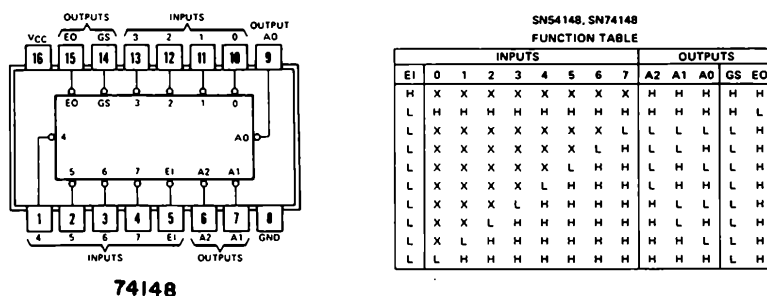 OUTPUTS INPUTS OUTPUT
VCC EO GS 3 2 1 0 A0
16 15 14 13 12 11 10 9
EO GS 3 2 1 0
4 A0
5 6 7 EI A2 A1
1 2 3 4 5 6 7 8
4 5 6 7 EI A2 A1 GND
INPUTS OUTPUTS
74148
SN54148, SN74148
FUNCTION TABLE
INPUTS OUTPUTS
EI 0 1 2 3 4 5 6 7 A2 A1 A0 GS EO
H X X X X X X X X H H H H H
L H H H H H H H H H H H H L
L X X X X X X X L L L L L H
L X X X X X X L H L L H L H
L X X X X X L H H L H L L H
L X X X X L H H H L H H L H
L X X X L H H H H H L L L H
L X X L H H H H H H L H L H
L X L H H H H H H H H L L H
L L H H H H H H H H H H L H